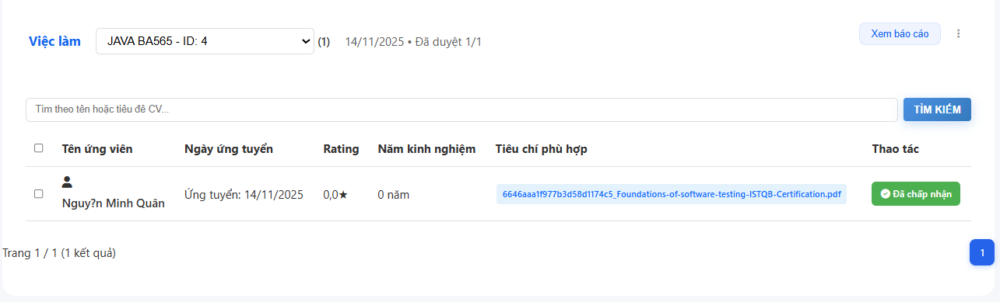 Việc làm JAVA BA565 - ID: 4 (1) 14/11/2025 • Đã duyệt 1/1 Xem báo cáo
Tìm theo tên hoặc tiêu đề CV... TÌM KIẾM
Tên ứng viên Ngày ứng tuyển Rating Năm kinh nghiệm Tiêu chí phù hợp Thao tác
Nguy?n Minh Quân Ứng tuyển: 14/11/2025 0,0★ 0 năm 6646aaa1f977b3d58d1174c5_Foundations-of-software-testing-ISTQB-Certification.pdf Đã chấp nhận
Trang 1 / 1 (1 kết quả) 1